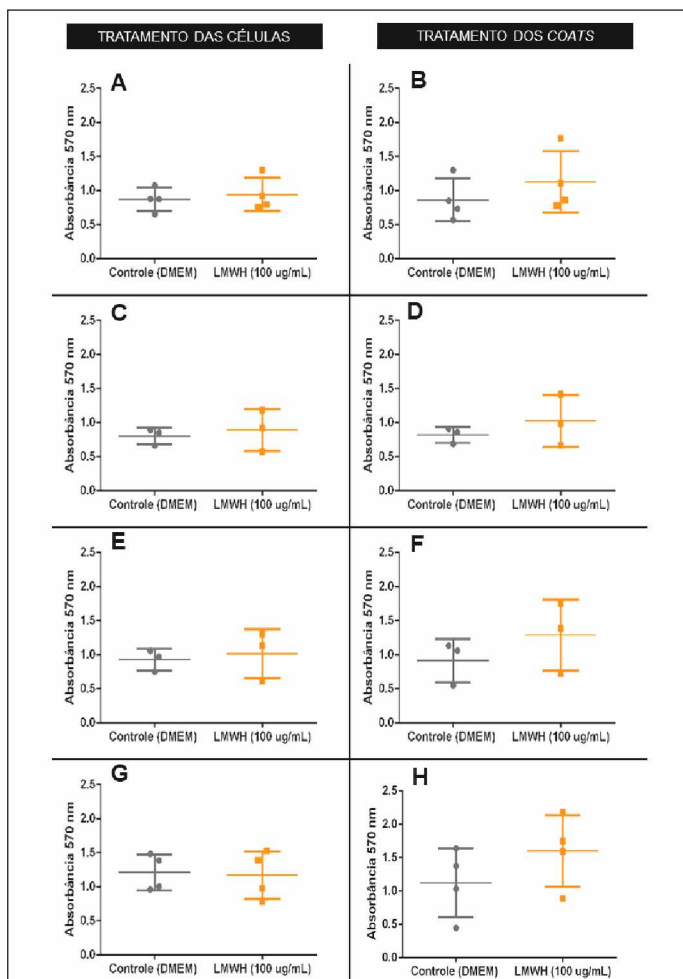 TRATAMENTO DAS CÉLULAS
TRATAMENTO DOS COATS
A
Absorbância 570 nm
2.5
2.0
1.5
1.0
0.5
0.0
Controle (DMEM)
LMWH (100 ug/mL)
B
Absorbância 570 nm
2.5
2.0
1.5
1.0
0.5
0.0
Controle (DMEM)
LMWH (100 ug/mL)
C
Absorbância 570 nm
2.5
2.0
1.5
1.0
0.5
0.0
Controle (DMEM)
LMWH (100 ug/mL)
D
Absorbância 570 nm
2.5
2.0
1.5
1.0
0.5
0.0
Controle (DMEM)
LMWH (100 ug/mL)
E
Absorbância 570 nm
2.5
2.0
1.5
1.0
0.5
0.0
Controle (DMEM)
LMWH (100 ug/mL)
F
Absorbância 570 nm
2.5
2.0
1.5
1.0
0.5
0.0
Controle (DMEM)
LMWH (100 ug/mL)
G
Absorbância 570 nm
2.5
2.0
1.5
1.0
0.5
0.0
Controle (DMEM)
LMWH (100 ug/mL)
H
Absorbância 570 nm
2.5
2.0
1.5
1.0
0.5
0.0
Controle (DMEM)
LMWH (100 ug/mL)